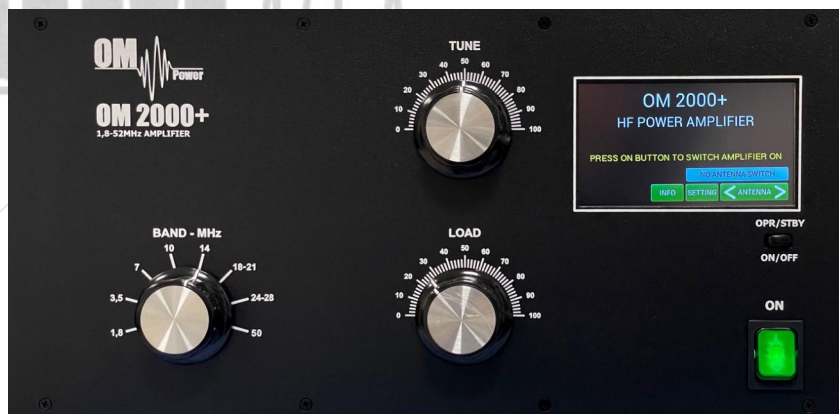 OM
Power
OM 2000+
1,8-52MHz AMPLIFIER
TUNE
0 10 20 30 40 50 60 70 80 90 100
OM 2000+
HF POWER AMPLIFIER
PRESS ON BUTTON TO SWITCH AMPLIFIER ON
NO ANTENNA SWITCH
INFO SETTING < ANTENNA >
OPR/STBY
ON/OFF
BAND - MHz
1,8 3,5 7 10 14 18-21 24-28 50
LOAD
0 10 20 30 40 50 60 70 80 90 100
ON